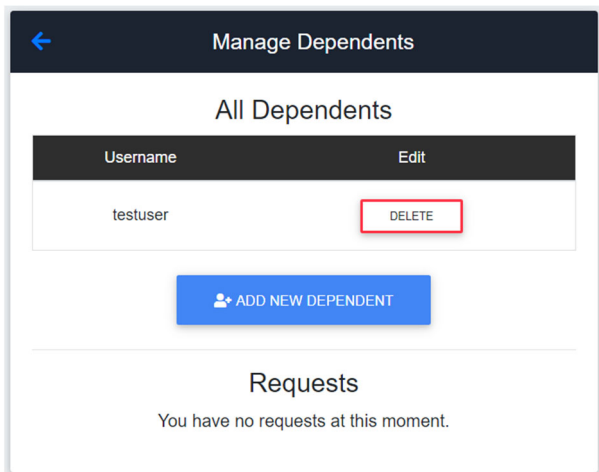 Manage Dependents
All Dependents
Username Edit
testuser DELETE
ADD NEW DEPENDENT
Requests
You have no requests at this moment.